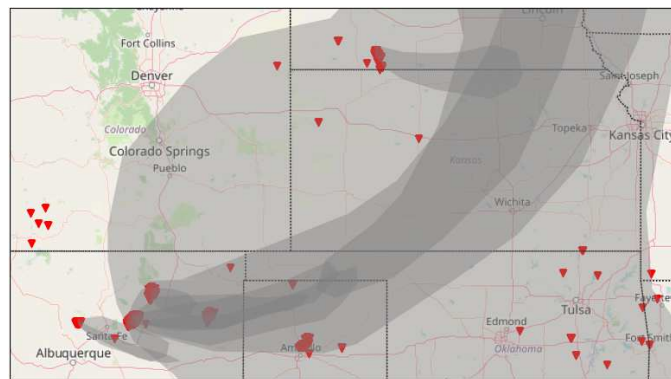 Lincoln
Fort Collins
Denver
Saint Joseph
Colorado
Kansas City
Topeka
Colorado Springs
Kansas
Pueblo
Wichita
Tulsa
Edmond
Santa Fe
Fort Smith
Oklahoma
Albuquerque